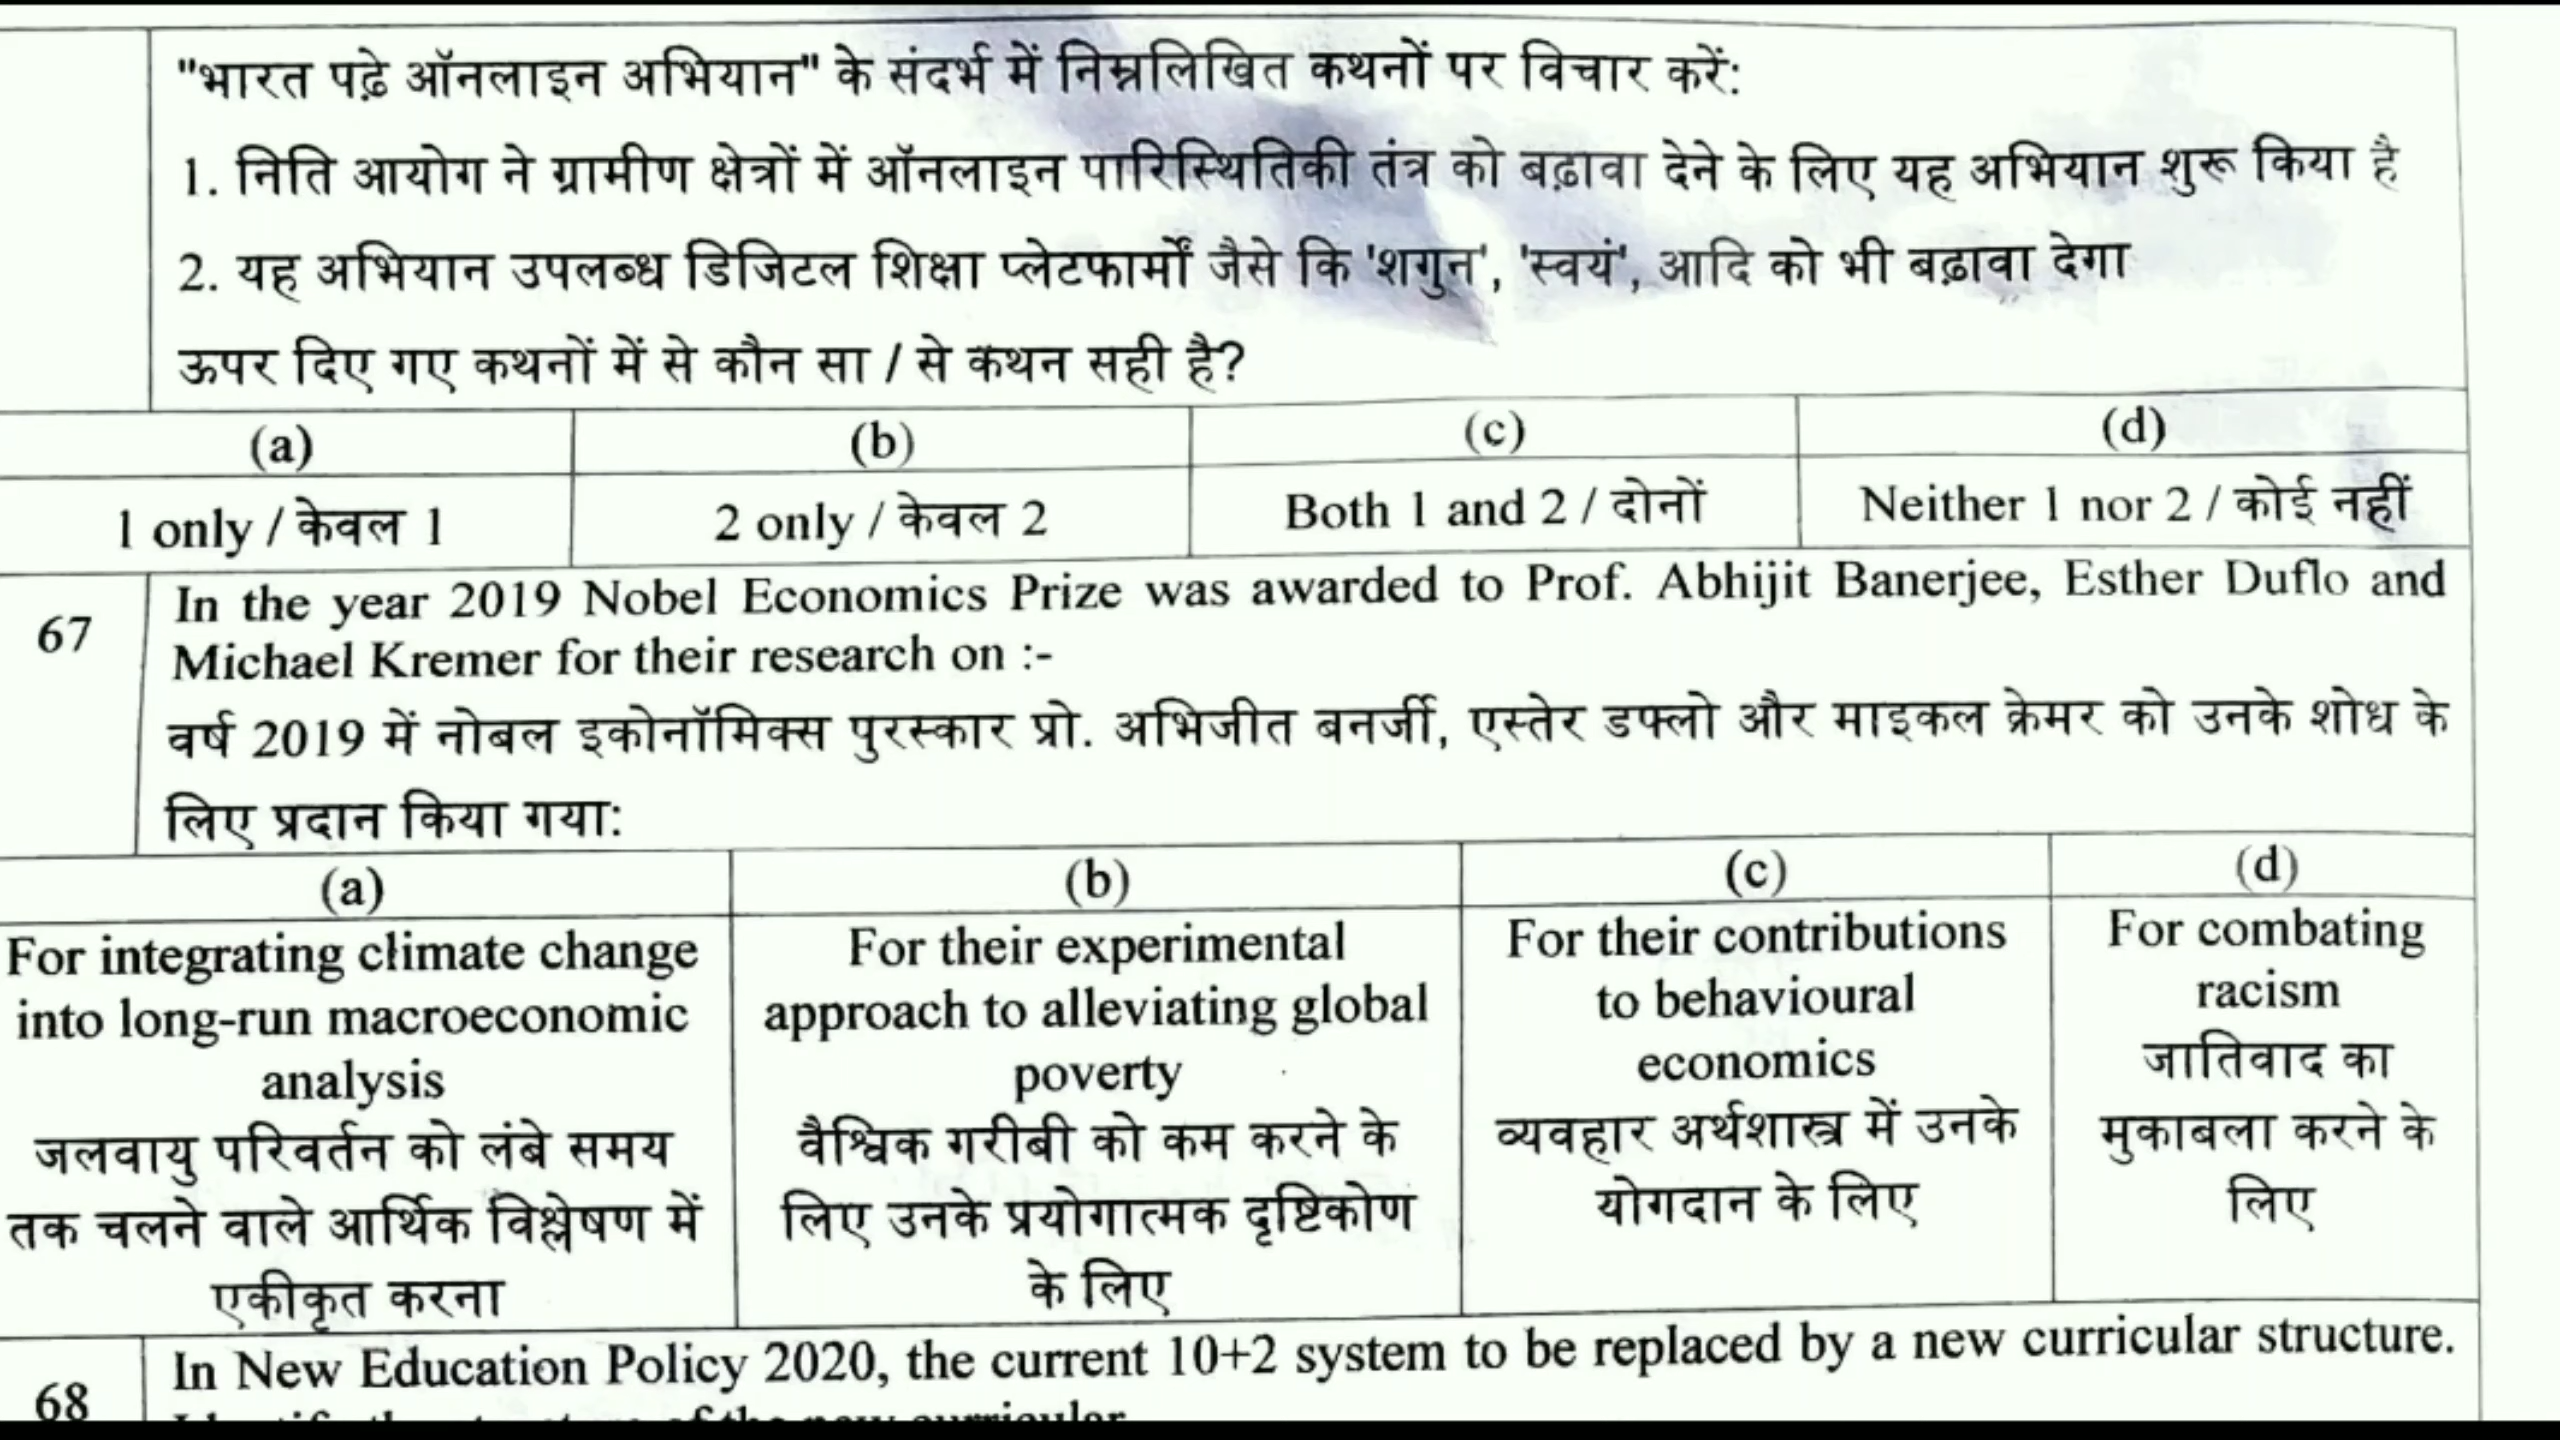 "भारत पढ़े ऑनलाइन अभियान" के संदर्भ में निम्नलिखित कथनों पर विचार करें:
1. निति आयोग ने ग्रामीण क्षेत्रों में ऑनलाइन पारिस्थितिकी तंत्र को बढ़ावा देने के लिए यह अभियान शुरू किया है
2. यह अभियान उपलब्ध डिजिटल शिक्षा प्लेटफार्मों जैसे कि 'शगुन', 'स्वयं', आदि को भी बढ़ावा देगा
ऊपर दिए गए कथनों में से कौन सा / से कथन सही है?
(a) (b) (c) (d)
1 only / केवल 1 2 only / केवल 2 Both 1 and 2 / दोनों Neither 1 nor 2 / कोई नहीं
67 In the year 2019 Nobel Economics Prize was awarded to Prof. Abhijit Banerjee, Esther Duflo and
Michael Kremer for their research on :-
वर्ष 2019 में नोबल इकोनॉमिक्स पुरस्कार प्रो. अभिजीत बनर्जी, एस्तेर डफ्लो और माइकल क्रेमर को उनके शोध के
लिए प्रदान किया गया:
(a) (b) (c) (d)
For integrating climate change
into long-run macroeconomic
analysis
जलवायु परिवर्तन को लंबे समय
तक चलने वाले आर्थिक विश्लेषण में
एकीकृत करना
For their experimental
approach to alleviating global
poverty
वैश्विक गरीबी को कम करने के
लिए उनके प्रयोगात्मक दृष्टिकोण
के लिए
For their contributions
to behavioural
economics
व्यवहार अर्थशास्त्र में उनके
योगदान के लिए
For combating
racism
जातिवाद का
मुकाबला करने के
लिए
68 In New Education Policy 2020, the current 10+2 system to be replaced by a new curricular structure.
of the new curricular